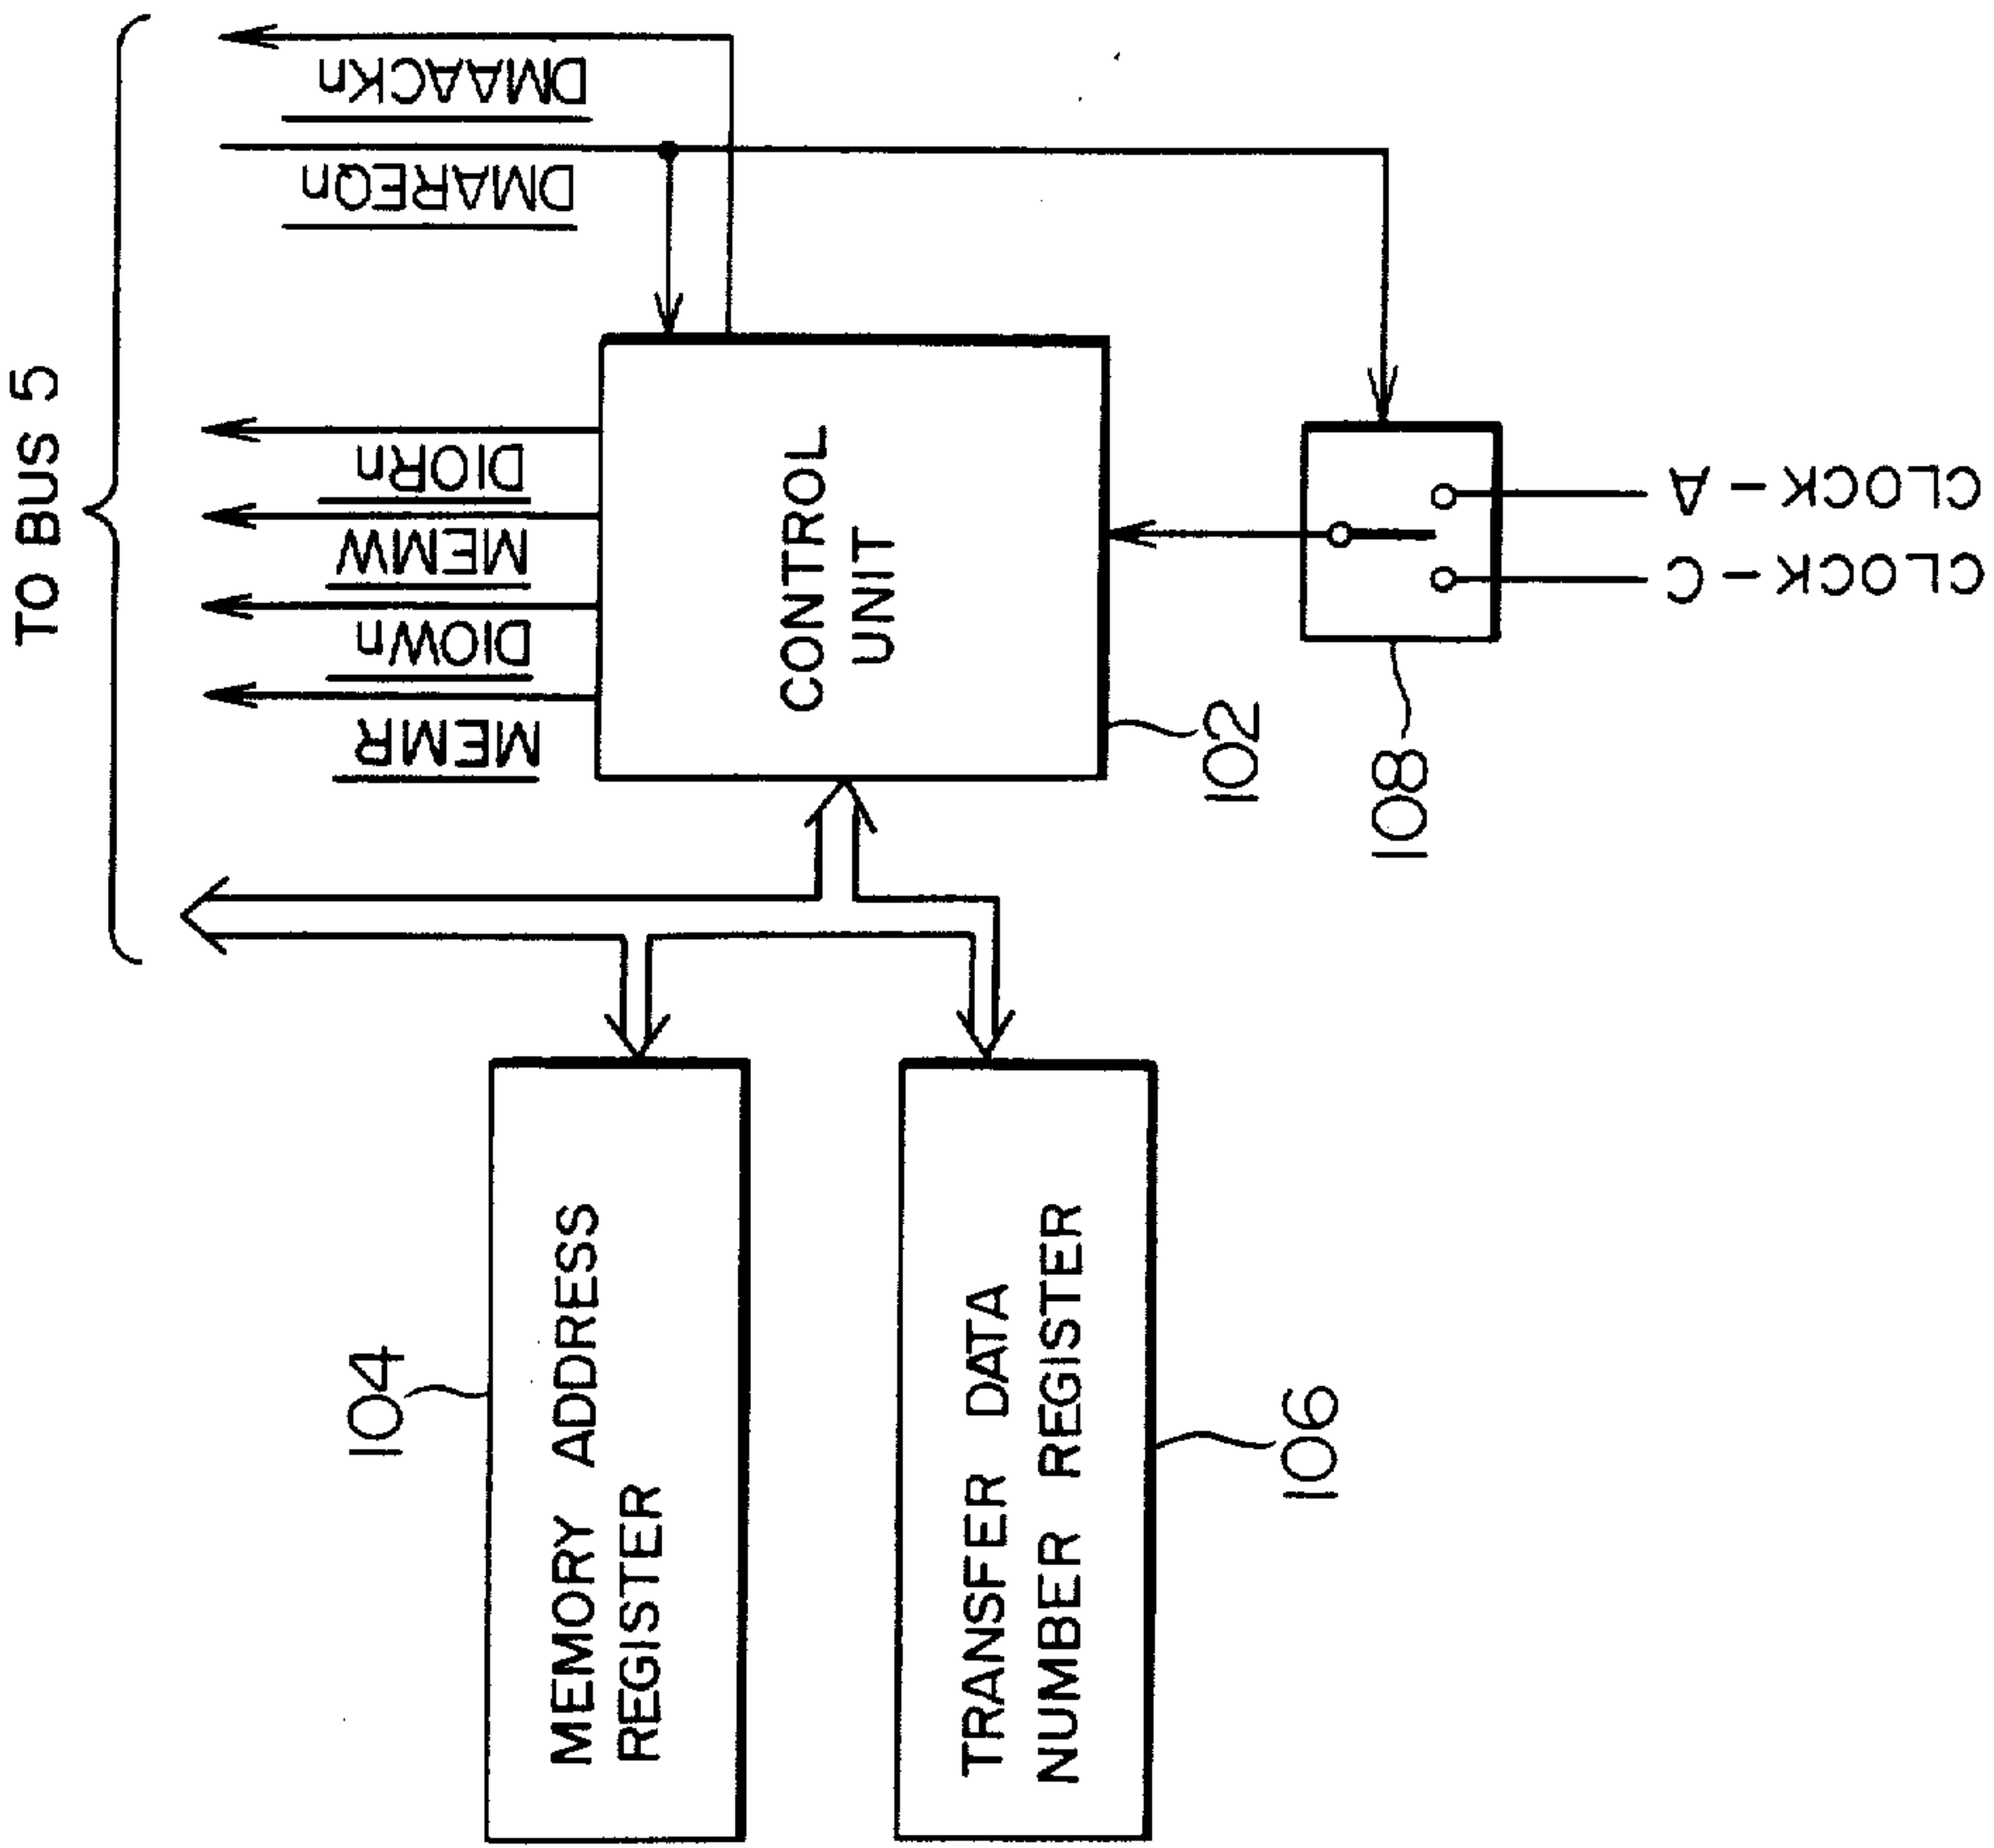 TO BUS 5
MEMR
DIOWn
MEMW
DIORn
DMAREQn
DMAACKn
CONTROL
UNIT
102
104
MEMORY ADDRESS
REGISTER
TRANSFER DATA
NUMBER REGISTER
106
108
CLOCK-C
CLOCK-A